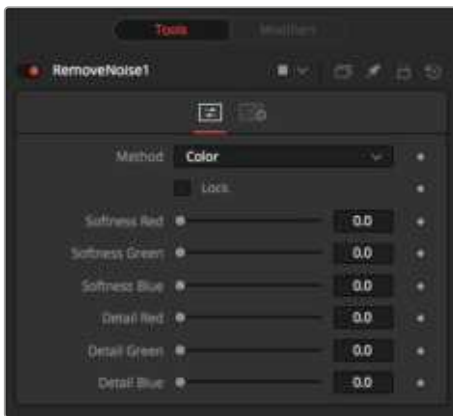 Tools Modifiers
RemoveNoise1
Method Color
Lock
Softness Red 0.0
Softness Green 0.0
Softness Blue 0.0
Detail Red 0.0
Detail Green 0.0
Detail Blue 0.0